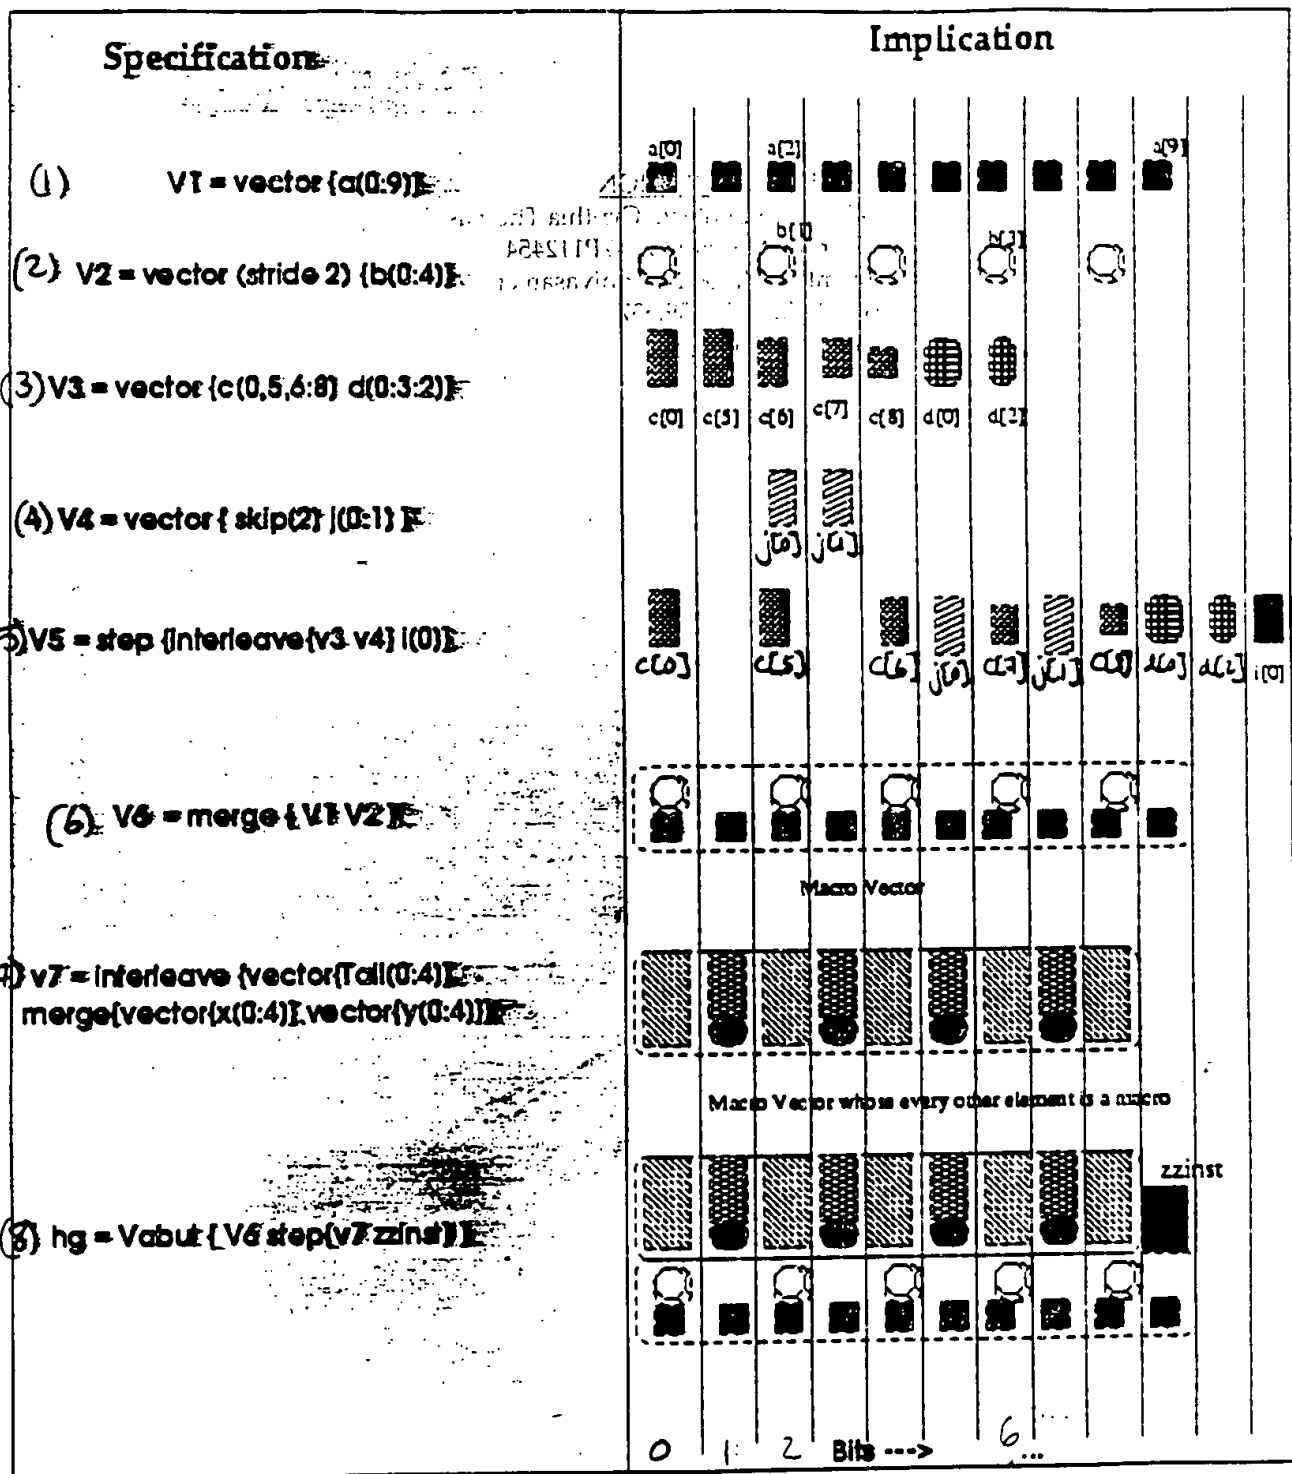 Specification
Implication
(1) V1 = vector {a(0:9)}
a[0] a[2] a[9]
(2) V2 = vector (stride 2) {b(0:4)}
b[1] b[3]
P112454
(3) V3 = vector {c(0,5,6:8) d(0:3:2)}
c[0] c[5] c[6] c[7] c[8] d[0] d[2]
(4) V4 = vector { skip(2) j(0:1) }
j[0] j[1]
V5 = step {interleave{v3 v4} i(0)}
c[0] c[5] c[6] j[0] c[7] j[1] c[8] d[0] d[2] i[0]
(6) V6 = merge { V1 V2 }
Macro Vector
v7 = interleave {vector{Tall(0:4)}
merge{vector{x(0:4)},vector{y(0:4)}}
Macro Vector whose every other element is a macro
zzinst
(8) hg = Vabut { V6 step{v7 zzinst} }
0 1 2 Bits ---> 6 ...